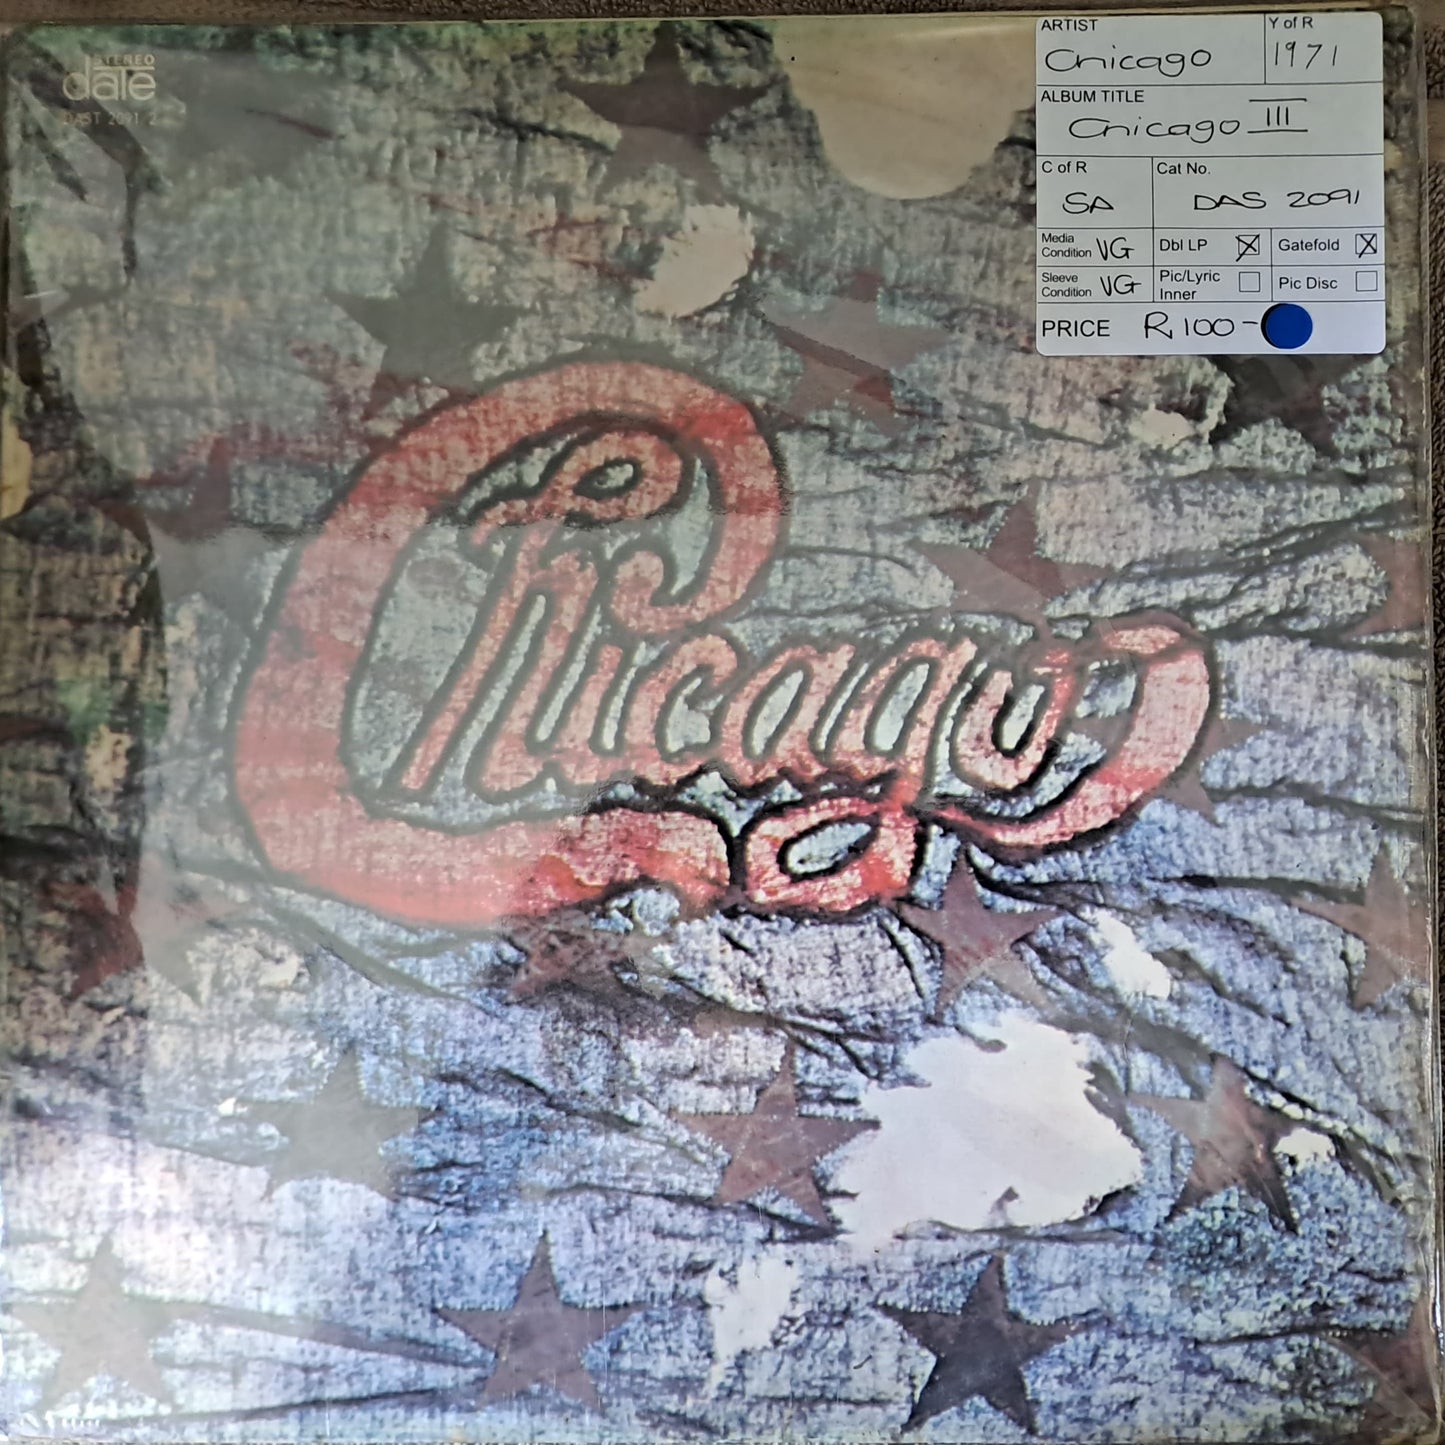 STEREO
date
DAST 2091 2
ARTIST
Chicago
Y of R
1971
ALBUM TITLE
Chicago III
C of R
SA
Cat No.
DAS 2091
Media
Condition VG
Dbl LP
Gatefold
Sleeve
Condition VG
Pic/Lyric
Inner
Pic Disc
PRICE R100-
Chicago